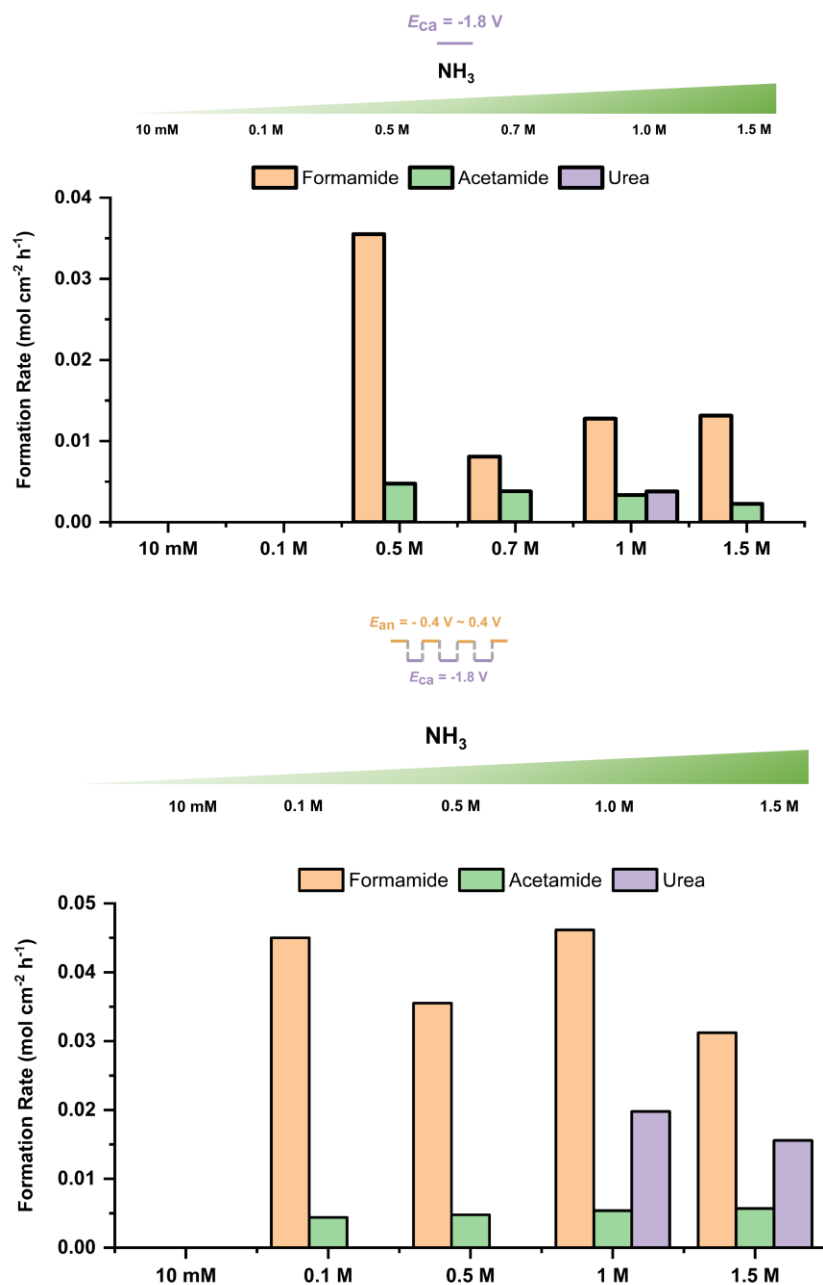 Eca = -1.8 V
NH3
10 mM 0.1 M 0.5 M 0.7 M 1.0 M 1.5 M
Formamide Acetamide Urea
0.04
0.03
0.02
0.01
0.00
Formation Rate (mol cm-2 h-1)
10 mM 0.1 M 0.5 M 0.7 M 1 M 1.5 M
Ean = - 0.4 V ~ 0.4 V
Eca = -1.8 V
NH3
10 mM 0.1 M 0.5 M 1.0 M 1.5 M
Formamide Acetamide Urea
0.05
0.04
0.03
0.02
0.01
0.00
Formation Rate (mol cm-2 h-1)
10 mM 0.1 M 0.5 M 1 M 1.5 M